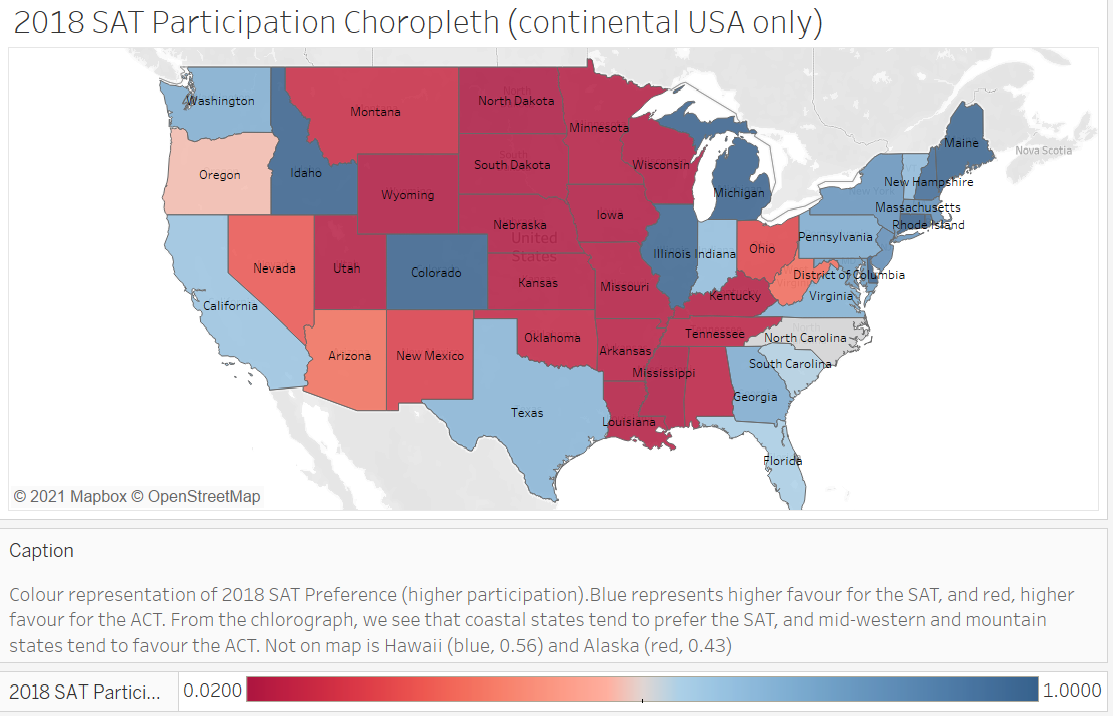 2018 SAT Participation Choropleth (continental USA only)
Washington
Montana
North
North Dakota
Minnesota
Maine
Nova Scotia
Oregon
Idaho
South
South Dakota
Wisconsin
Wyoming
Michigan
New York
New Hampshire
Iowa
Massachusetts
Nebraska
Rhode Island
United
States
Pennsylvania
Nevada
Utah
Colorado
Kansas
Illinois
Indiana
Ohio
District of Columbia
California
Missouri
Kentucky
Virginia
Oklahoma
Tennessee
Tennessee
North
North Carolina
Arizona
New Mexico
Arkansas
South Carolina
Mississippi
Georgia
Texas
Louisiana
Florida
© 2021 Mapbox © OpenStreetMap
Caption
Colour representation of 2018 SAT Preference (higher participation).Blue represents higher favour for the SAT, and red, higher
favour for the ACT. From the chlorograph, we see that coastal states tend to prefer the SAT, and mid-western and mountain
states tend to favour the ACT. Not on map is Hawaii (blue, 0.56) and Alaska (red, 0.43)
2018 SAT Partici... 0.0200 1.0000